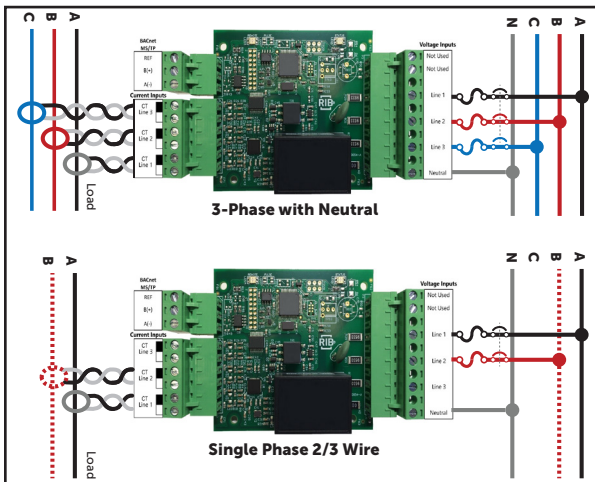 C
B
A
BACnet
MS/TP
REF
B(+)
A(-)
Current Inputs
CT
Line 3
CT
Line 2
CT
Line 1
Load
RIB
Voltage Inputs
Not Used
Not Used
Line 1
Line 2
Line 3
Neutral
N
C
B
A
3-Phase with Neutral
B
A
BACnet
MS/TP
REF
B(+)
A(-)
Current Inputs
CT
Line 3
CT
Line 2
CT
Line 1
Load
RIB
Voltage Inputs
Not Used
Not Used
Line 1
Line 2
Line 3
Neutral
N
B
A
Single Phase 2/3 Wire